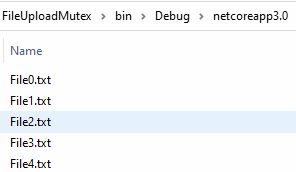 FileUploadMutex > bin > Debug > netcoreapp3.0
Name
File0.txt
File1.txt
File2.txt
File3.txt
File4.txt